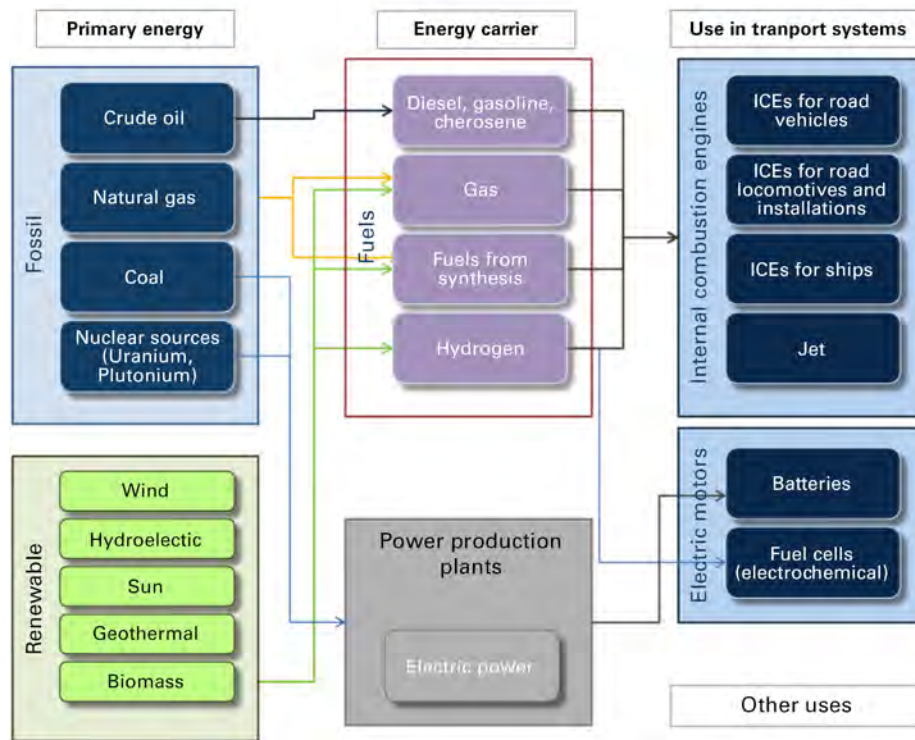 Primary energy
Energy carrier
Use in tranport systems
Fossil
Crude oil
Natural gas
Coal
Nuclear sources
(Uranium,
Plutonium)
Fuels
Diesel, gasoline,
cherosene
Gas
Fuels from
synthesis
Hydrogen
Internal combustion engines
ICEs for road
vehicles
ICEs for road
locomotives and
installations
ICEs for ships
Jet
Renewable
Wind
Hydroelectic
Sun
Geothermal
Biomass
Power production
plants
Electric power
Electric motors
Batteries
Fuel cells
(electrochemical)
Other uses